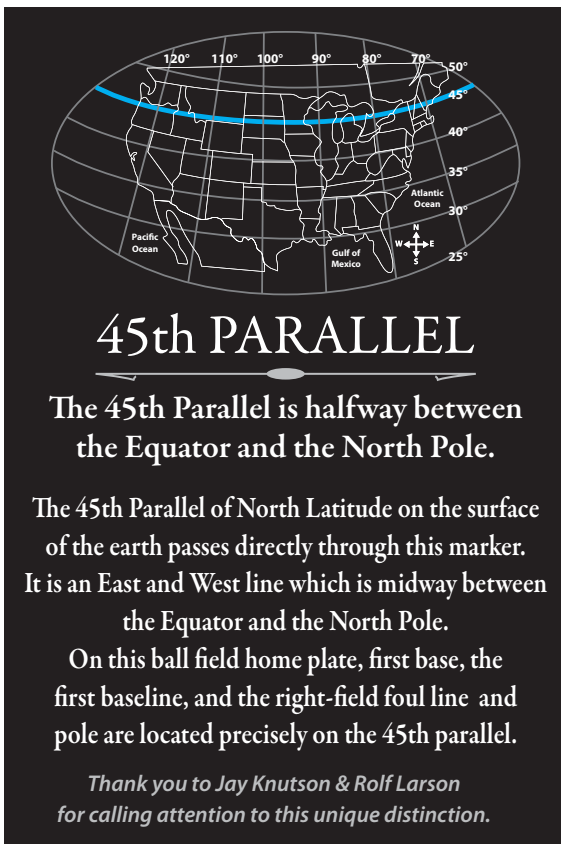 120° 110° 100° 90° 80° 70°
50°
45°
40°
35°
Atlantic
Ocean
30°
N
W E
S
Pacific
Ocean
Gulf of
Mexico
25°
45th PARALLEL
The 45th Parallel is halfway between
the Equator and the North Pole.
The 45th Parallel of North Latitude on the surface
of the earth passes directly through this marker.
It is an East and West line which is midway between
the Equator and the North Pole.
On this ball field home plate, first base, the
first baseline, and the right-field foul line and
pole are located precisely on the 45th parallel.
Thank you to Jay Knutson & Rolf Larson
for calling attention to this unique distinction.